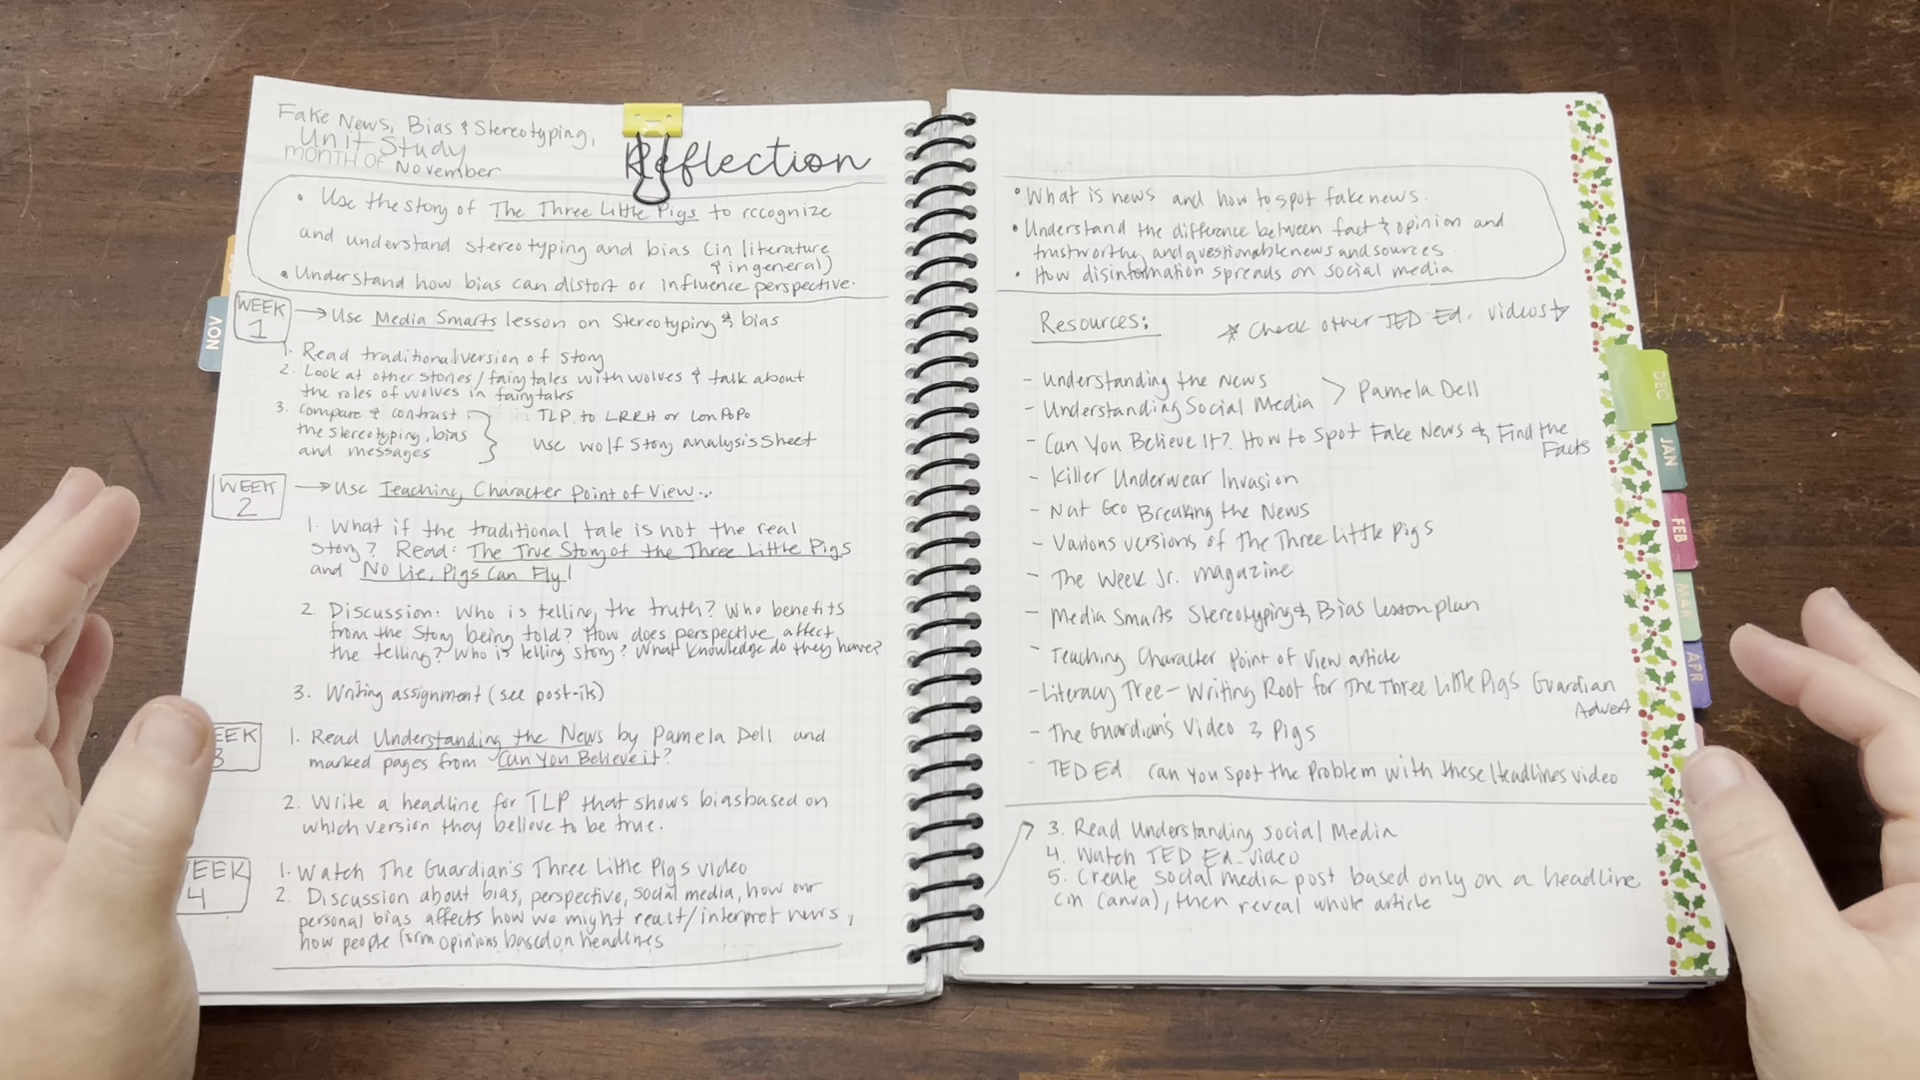 Fake News, Bias & Stereotyping,
Unit Study
MONTH OF November
Reflection
• Use the story of The Three Little Pigs to recognize
and understand stereotyping and bias (in literature
& in general)
• Understand how bias can distort or influence perspective.
WEEK
1
→ Use Media Smarts lesson on Stereotyping & bias
1. Read traditional version of story
2. Look at other stories/fairytales with wolves & talk about
the roles of wolves in fairytales
3. Compare & contrast
the stereotyping, bias
and messages
TLP to LRRH or Lon PoPo
Use wolf story analysis sheet
WEEK
2
→ Use Teaching Character Point of View...
1. What if the traditional tale is not the real
story? Read: The True Story of the Three Little Pigs
and No Lie, Pigs Can Fly!
2. Discussion: Who is telling the truth? Who benefits
from the story being told? How does perspective affect
the telling? Who is telling story? What knowledge do they have?
3. Writing assignment (see post-its)
EEK
3
1. Read Understanding the News by Pamela Dell and
marked pages from Can You Believe it?
2. Write a headline for TLP that shows bias based on
which version they believe to be true.
EEK
4
1. Watch The Guardian's Three Little Pigs video
2. Discussion about bias, perspective, social media, how our
personal bias affects how we might react/interpret news,
how people form opinions based on headlines
NOV
• What is news and how to spot fake news.
• Understand the difference between fact & opinion and
trustworthy and questionable news and sources.
• How disinformation spreads on social media
Resources:
* Check other TED Ed. videos *
- Understanding the News
- Understanding Social Media > Pamela Dell
- Can You Believe It? How to Spot Fake News & Find the
Facts
- Killer Underwear Invasion
- Nat Geo Breaking the News
- Various versions of The Three Little Pigs
- The Week Jr. magazine
- Media Smarts Stereotyping & Bias lesson plan
- Teaching Character Point of View article
- Literacy Tree - Writing Root for The Three Little Pigs Guardian
Advert
- The Guardian's Video 3 Pigs
- TED Ed Can You Spot the Problem with these Headlines video
3. Read Understanding Social Media
4. Watch TED Ed video
5. Create social media post based only on a headline
(in Canva), then reveal whole article
DEC
JAN
FEB
MAR
APR